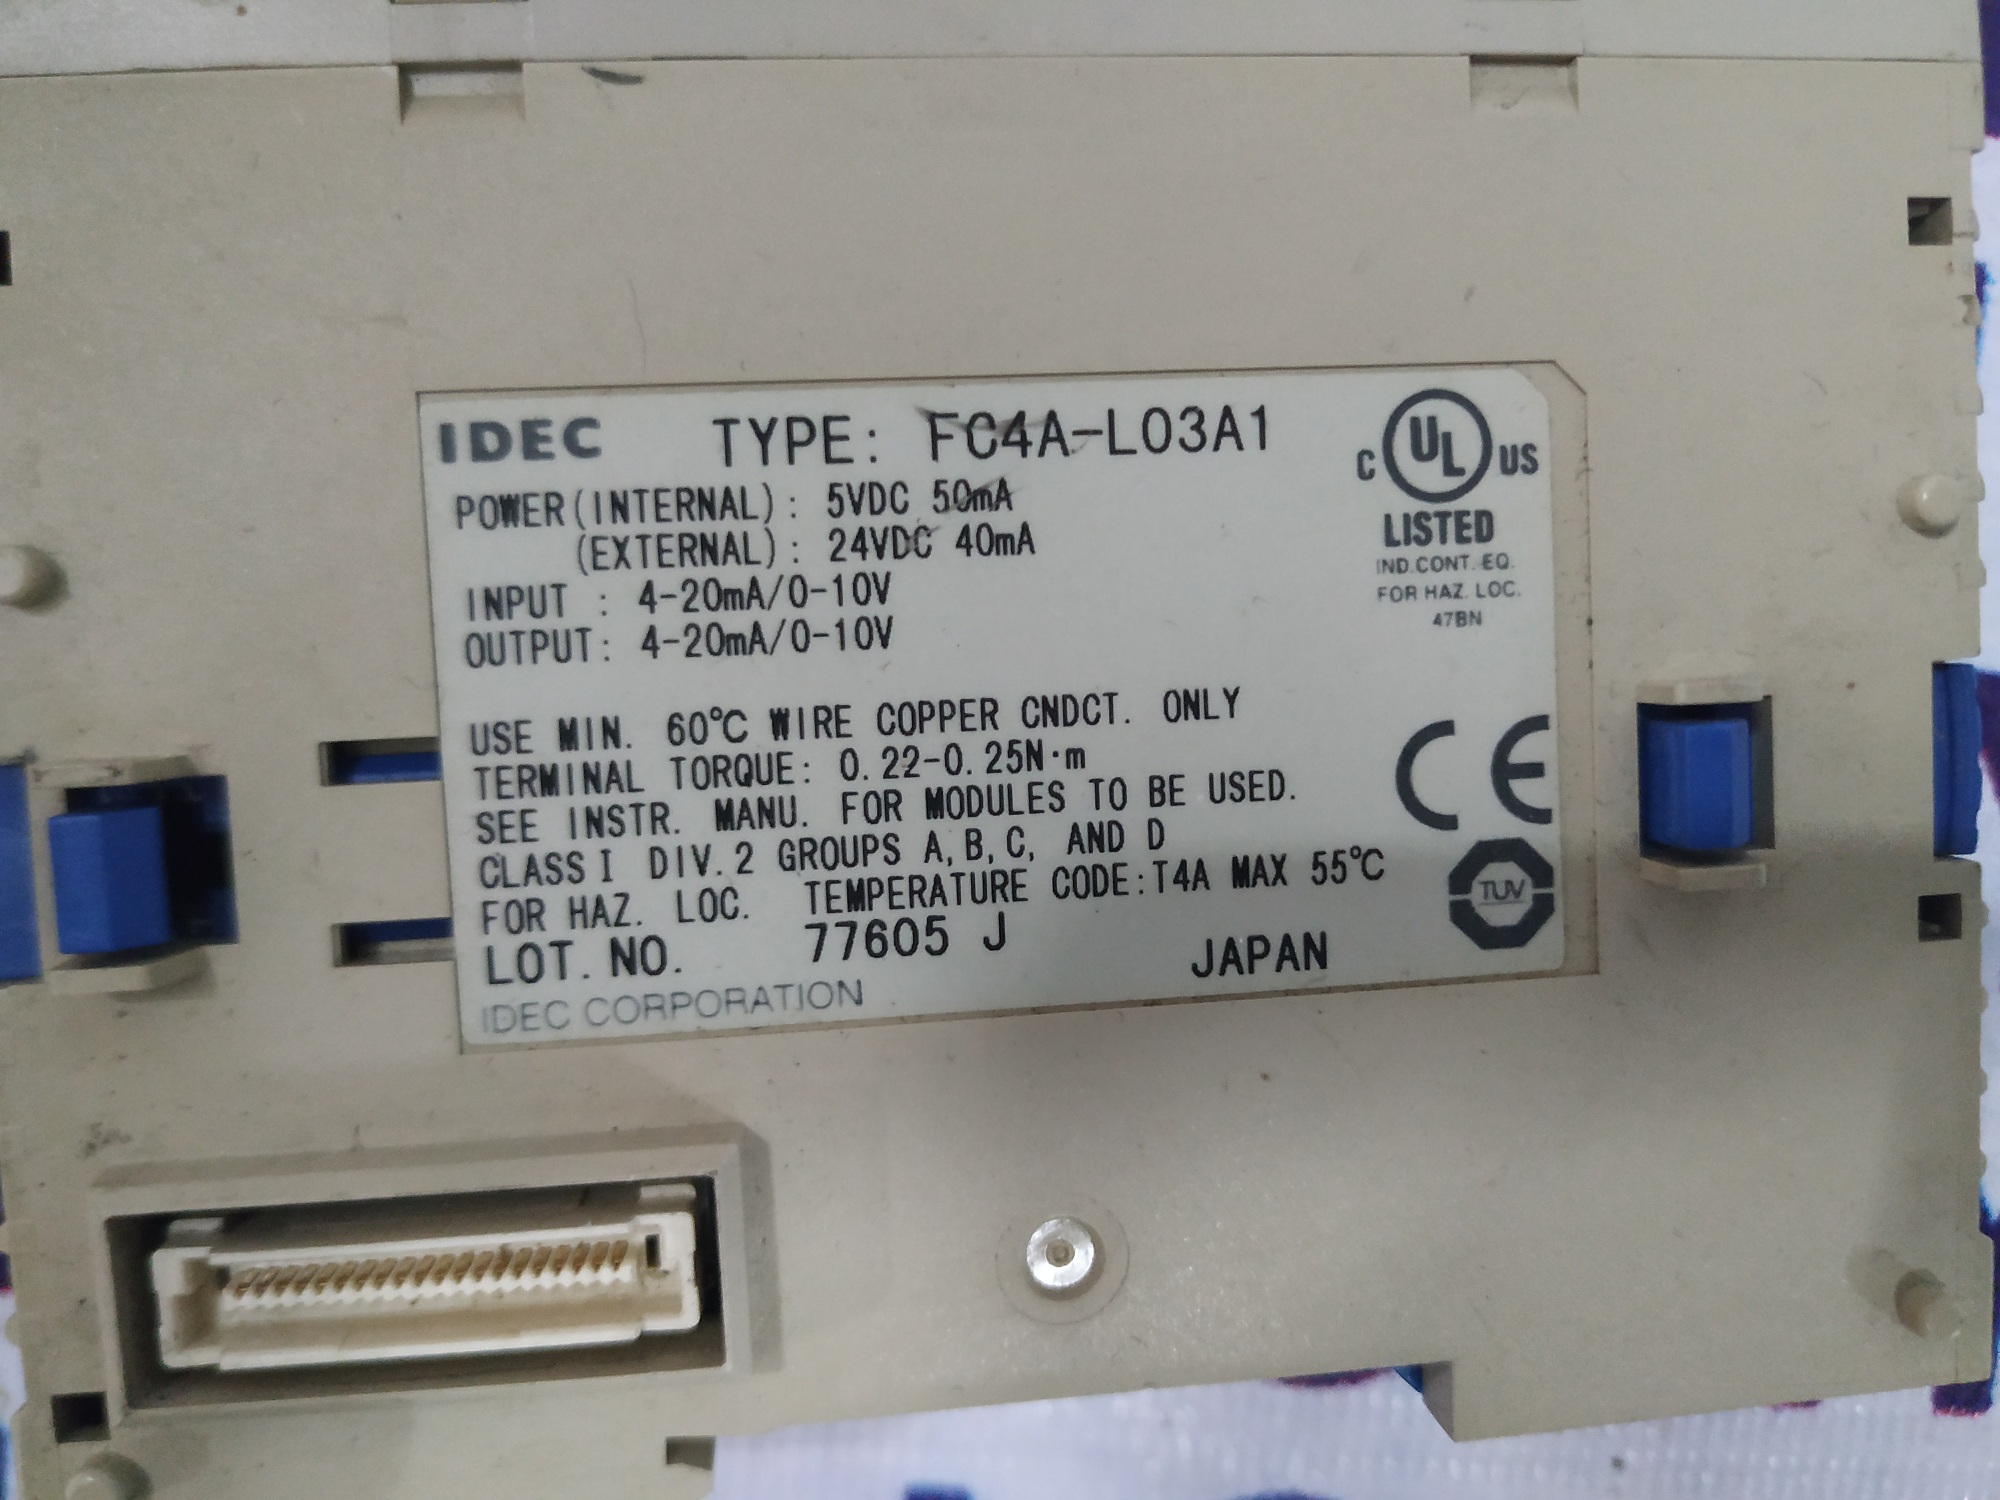 IDEC TYPE: FC4A-L03A1
POWER(INTERNAL): 5VDC 50mA
(EXTERNAL): 24VDC 40mA
INPUT : 4-20mA/0-10V
OUTPUT: 4-20mA/0-10V
C UL US
LISTED
IND.CONT.EQ.
FOR HAZ. LOC.
47BN
USE MIN. 60℃ WIRE COPPER CNDCT. ONLY
TERMINAL TORQUE: 0.22-0.25N·m
SEE INSTR. MANU. FOR MODULES TO BE USED.
CLASS I DIV.2 GROUPS A,B,C, AND D
FOR HAZ. LOC. TEMPERATURE CODE:T4A MAX 55℃
CE
TUV
LOT.NO. 77605 J JAPAN
IDEC CORPORATION